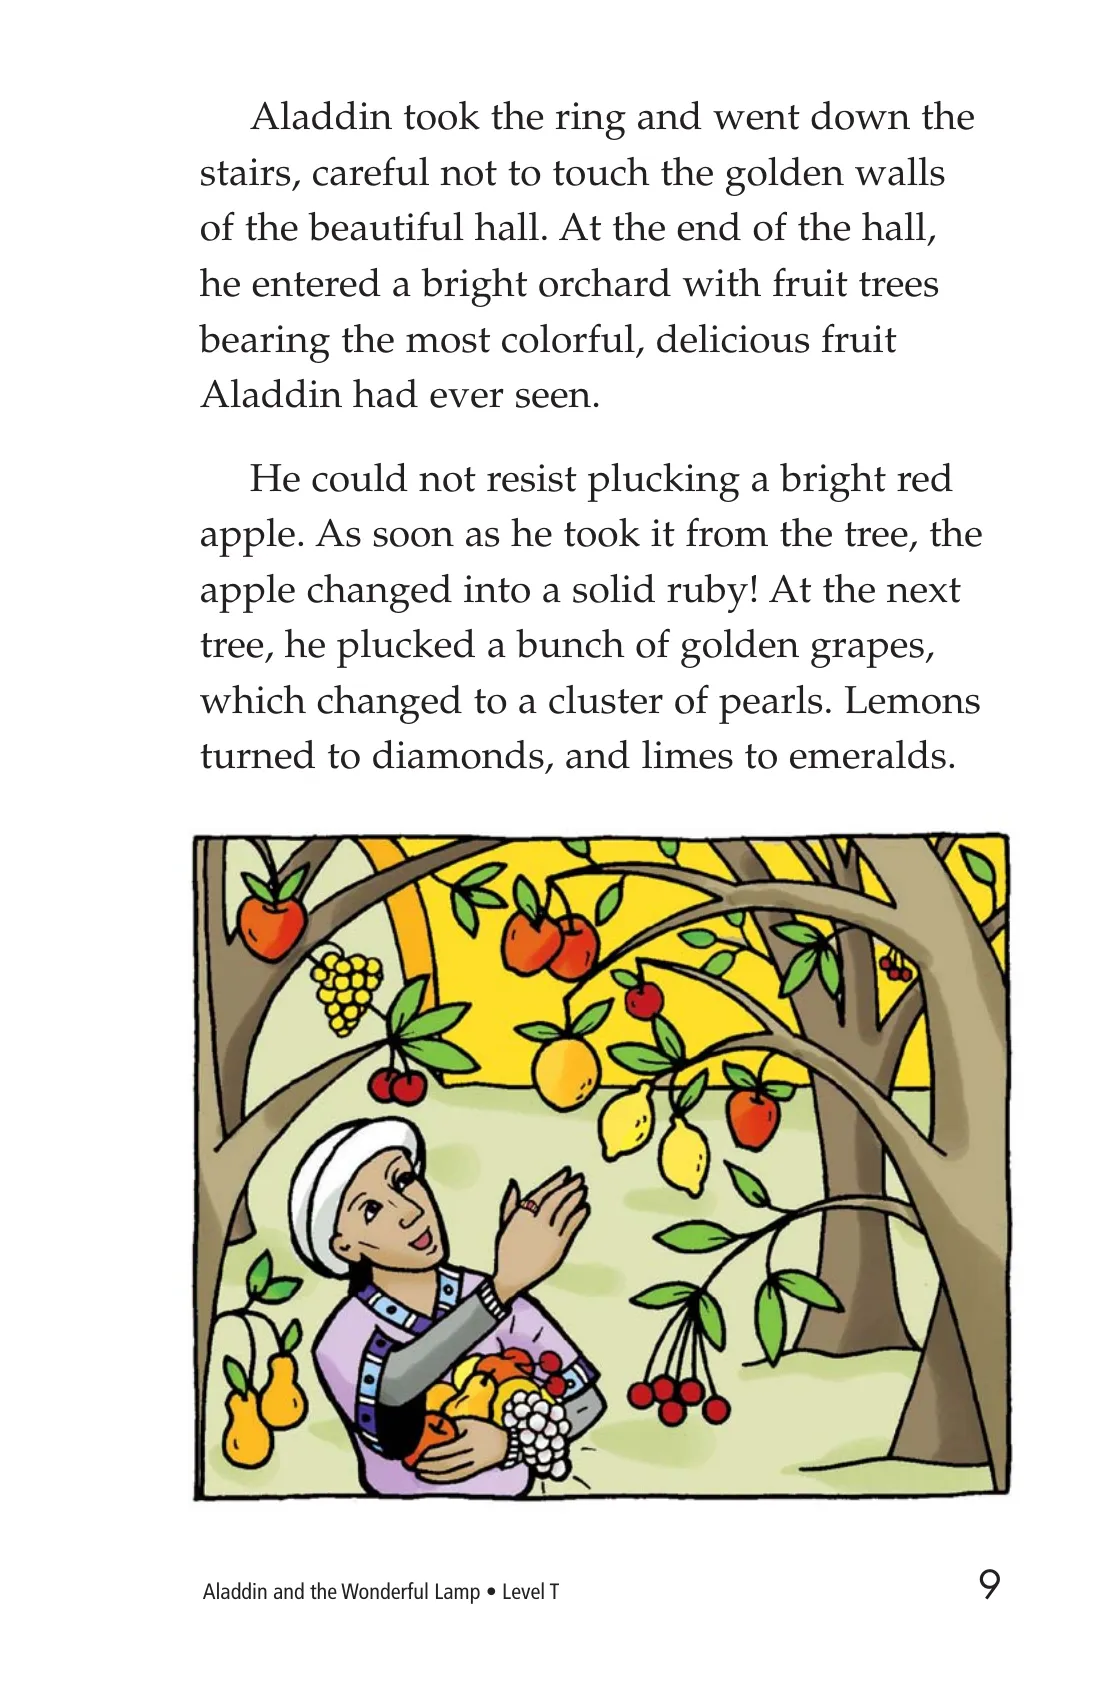 Aladdin took the ring and went down the
stairs, careful not to touch the golden walls
of the beautiful hall. At the end of the hall,
he entered a bright orchard with fruit trees
bearing the most colorful, delicious fruit
Aladdin had ever seen.
He could not resist plucking a bright red
apple. As soon as he took it from the tree, the
apple changed into a solid ruby! At the next
tree, he plucked a bunch of golden grapes,
which changed to a cluster of pearls. Lemons
turned to diamonds, and limes to emeralds.
Aladdin and the Wonderful Lamp • Level T
9